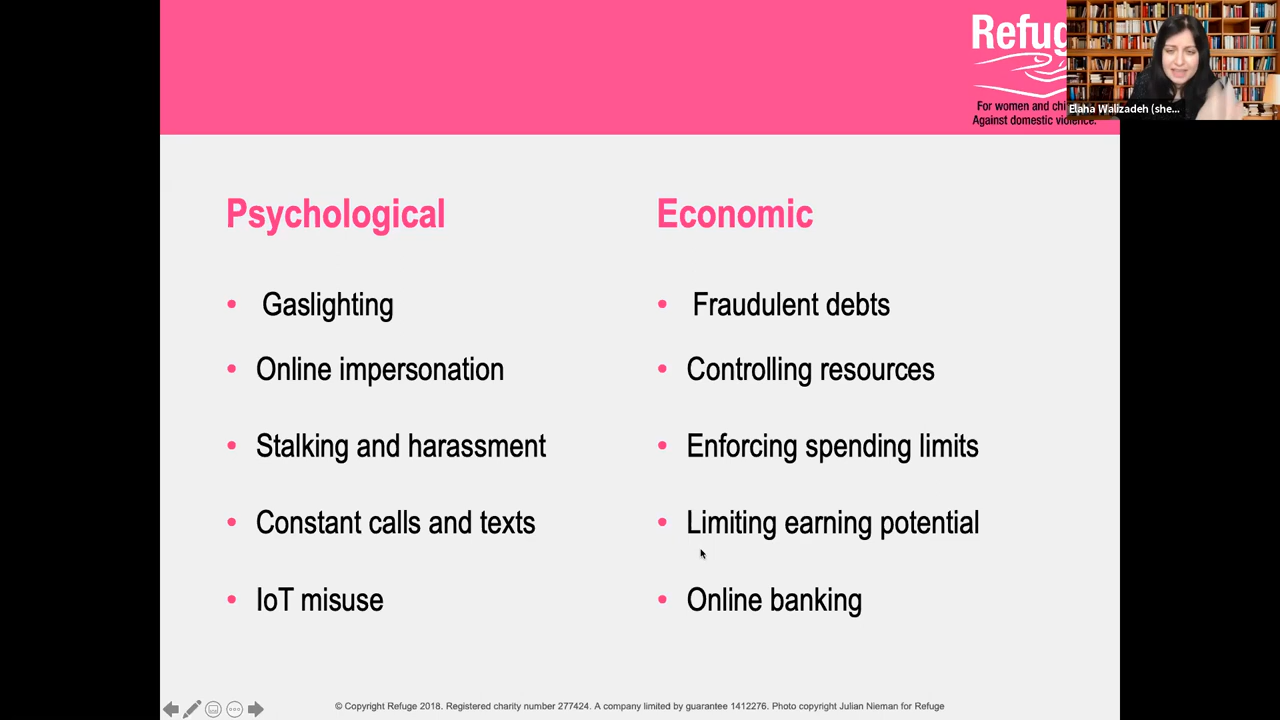 Refug
For women and chi
Against domestic violence.
Elaha Walizadeh (she...
Psychological
• Gaslighting
• Online impersonation
• Stalking and harassment
• Constant calls and texts
• IoT misuse
Economic
• Fraudulent debts
• Controlling resources
• Enforcing spending limits
• Limiting earning potential
• Online banking
© Copyright Refuge 2018. Registered charity number 277424. A company limited by guarantee 1412276. Photo copyright Julian Nieman for Refuge